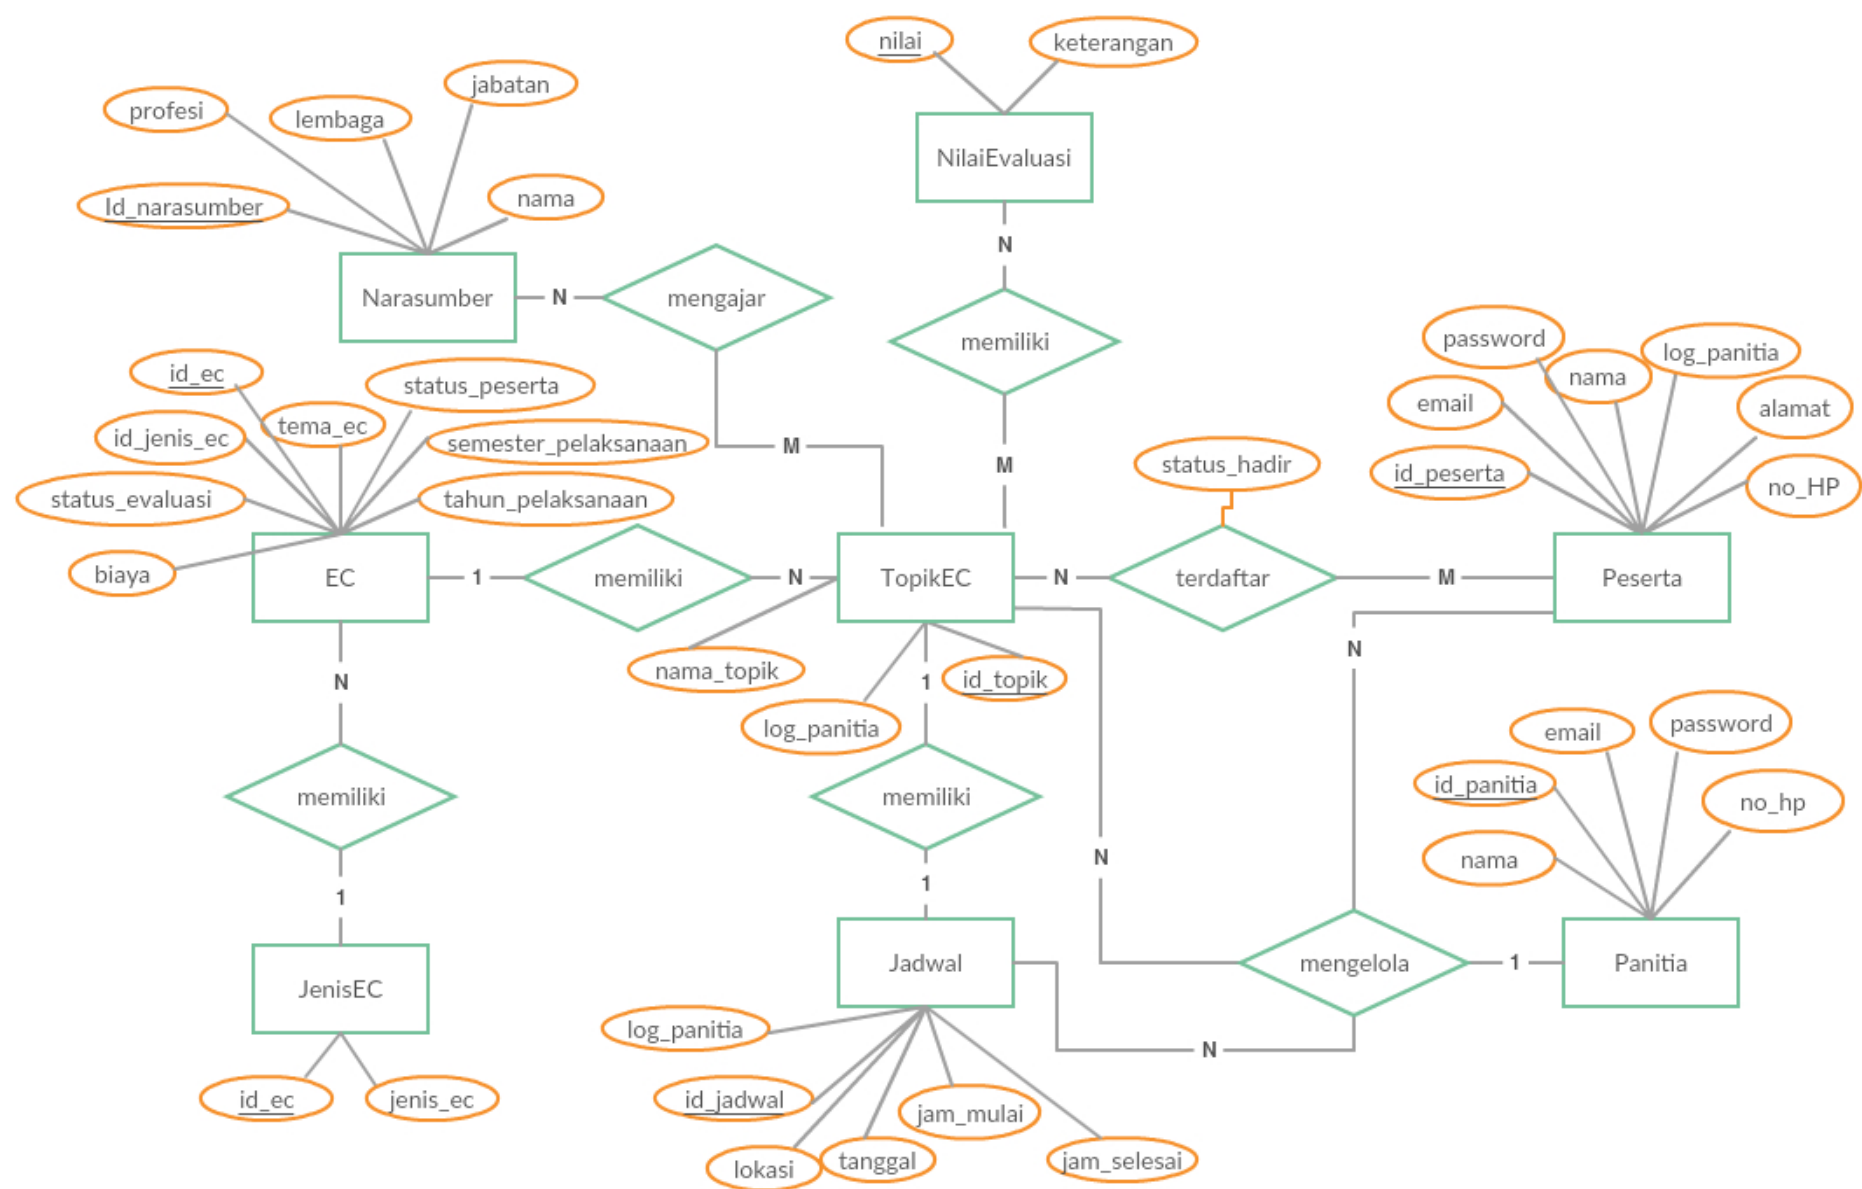 nilai
keterangan
jabatan
profesi
lembaga
NilaiEvaluasi
nama
Id_narasumber
N
Narasumber
N
mengajar
memiliki
password
log_panitia
id_ec
status_peserta
nama
email
alamat
tema_ec
id_jenis_ec
semester_pelaksanaan
M
M
status_hadir
id_peserta
no_HP
status_evaluasi
tahun_pelaksanaan
biaya
EC
1
memiliki
N
TopikEC
N
terdaftar
M
Peserta
N
nama_topik
id_topik
N
1
log_panitia
email
password
id_panitia
no_hp
memiliki
memiliki
N
nama
1
1
Jadwal
mengelola
1
Panitia
JenisEC
log_panitia
N
id_ec
jenis_ec
id_jadwal
jam_mulai
lokasi
tanggal
jam_selesai